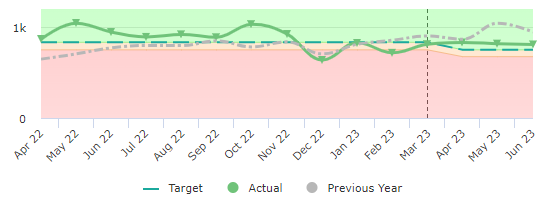 1k
0
Apr 22
May 22
Jun 22
Jul 22
Aug 22
Sep 22
Oct 22
Nov 22
Dec 22
Jan 23
Feb 23
Mar 23
Apr 23
May 23
Jun 23
Target Actual Previous Year